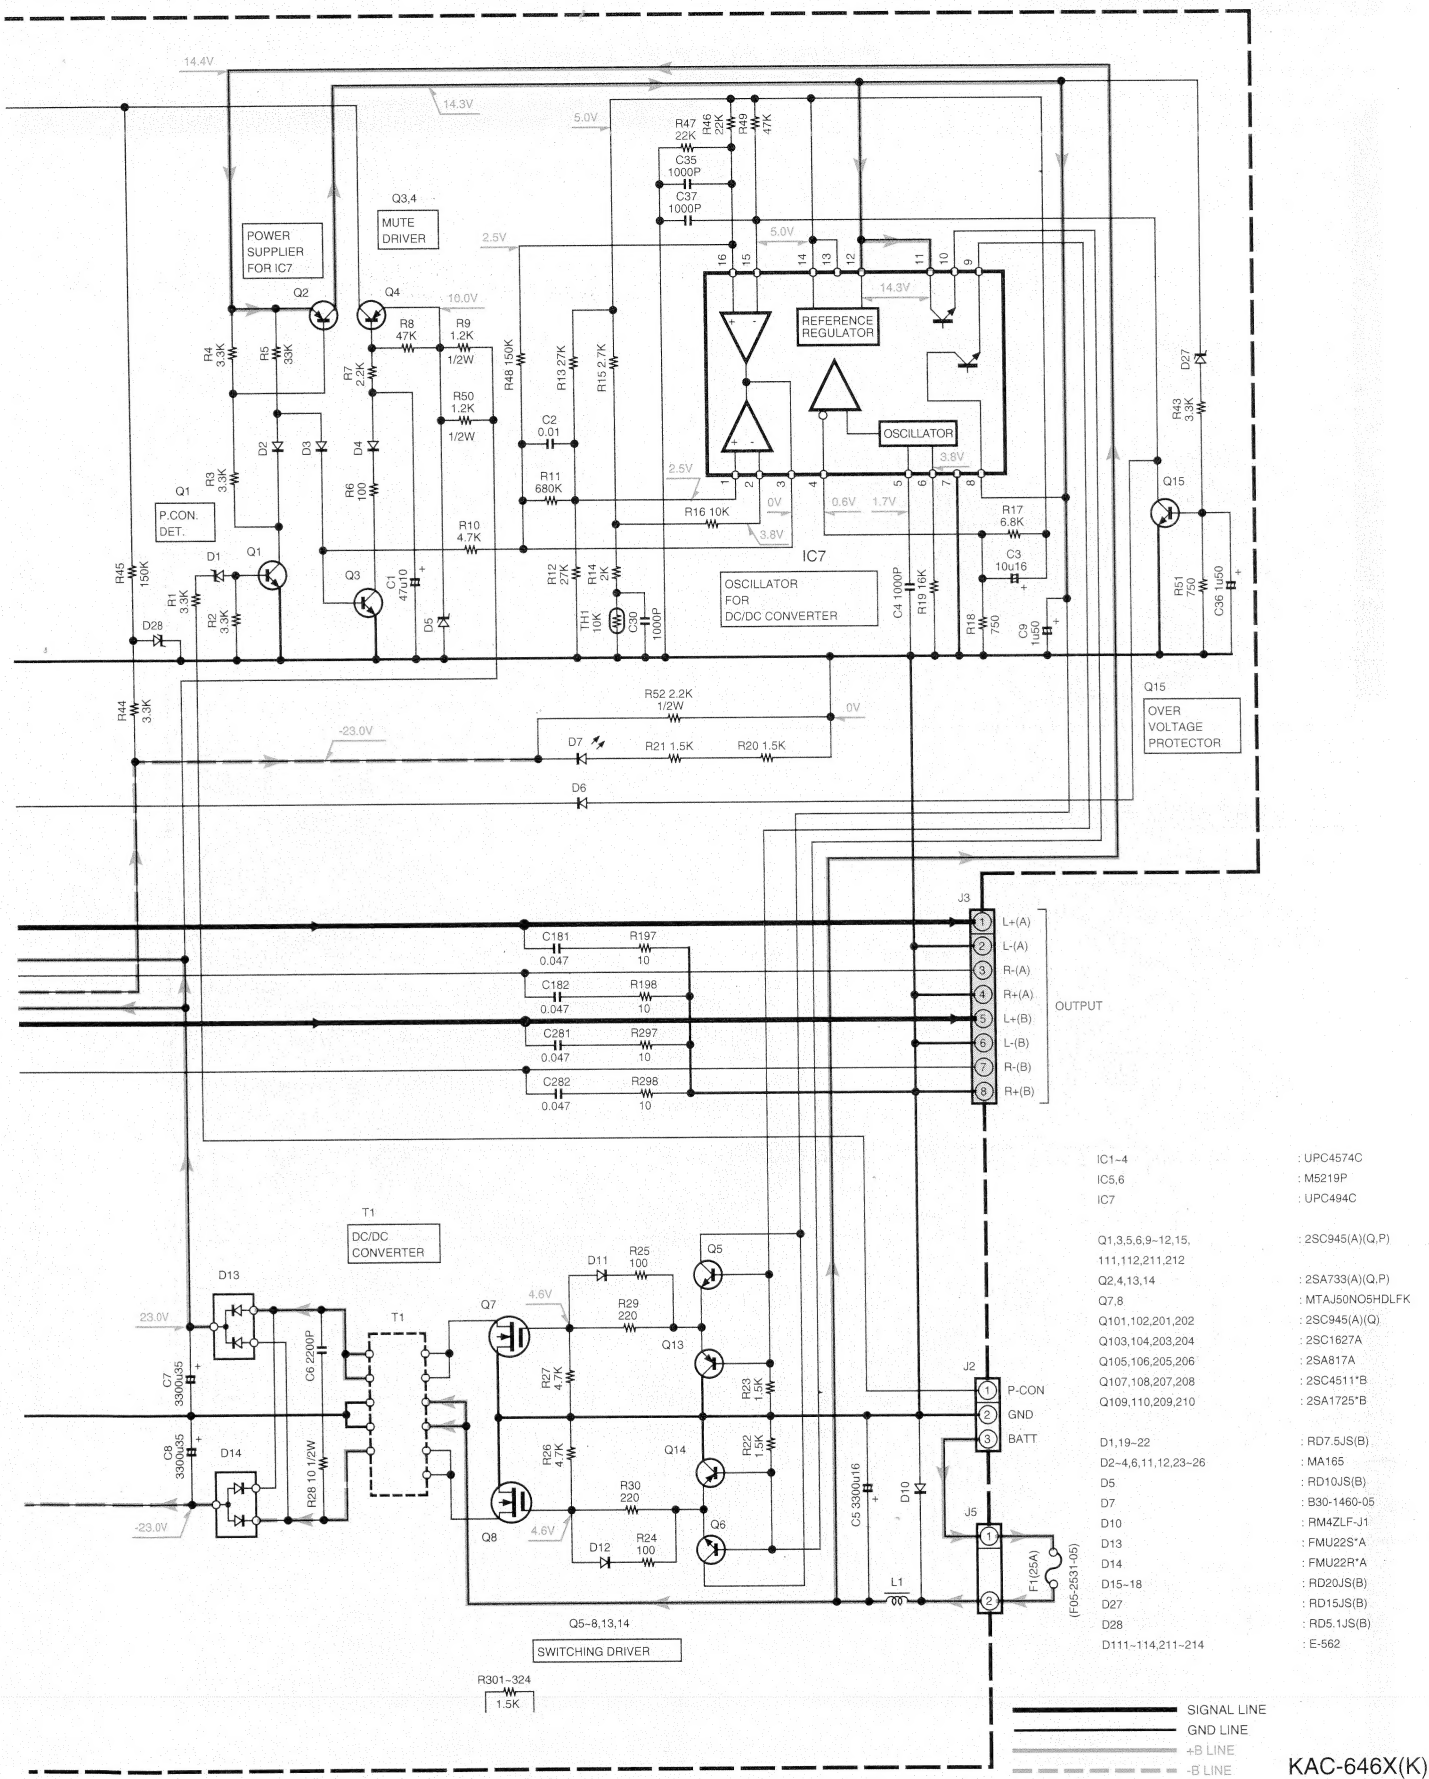 14.4V
14.3V
5.0V
R47
22K
R46
22K
R49
47K
C35
1000P
C37
1000P
Q3,4
MUTE
DRIVER
POWER
SUPPLIER
FOR IC7
2.5V
5.0V
16
15
14
13
12
11
10
9
Q2
Q4
10.0V
14.3V
REFERENCE
REGULATOR
R4
3.3K
R5
33K
R8
47K
R9
1.2K
1/2W
R7
2.2K
R48 150K
R13 27K
R15 2.7K
D27
R50
1.2K
1/2W
R43
3.3K
C2
0.01
OSCILLATOR
D2
D3
D4
3.8V
R3
3.3K
R6
100
R11
680K
2.5V
1
2
3
4
5
6
7
8
Q15
Q1
P.CON.
DET.
0V
0.6V
1.7V
R16 10K
3.8V
R17
6.8K
R10
4.7K
IC7
D1
Q1
C3
10u16
R45
150K
Q3
C1
47u10
R12
27K
R14
2K
OSCILLATOR
FOR
DC/DC CONVERTER
C4 1000P
R19 16K
R51
750
C36 1u50
R1
3.3K
R2
3.3K
D28
D5
TH1
10K
C30
1000P
R18
750
C9
1u50
R44
3.3K
R52 2.2K
1/2W
0V
Q15
OVER
VOLTAGE
PROTECTOR
-23.0V
D7
R21 1.5K
R20 1.5K
D6
J3
C181
0.047
R197
10
1
L+(A)
2
L-(A)
C182
0.047
R198
10
3
R-(A)
4
R+(A)
OUTPUT
C281
0.047
R297
10
5
L+(B)
6
L-(B)
C282
0.047
R298
10
7
R-(B)
8
R+(B)
IC1~4 : UPC4574C
IC5,6 : M5219P
IC7 : UPC494C
Q1,3,5,6,9~12,15, : 2SC945(A)(Q,P)
111,112,211,212
Q2,4,13,14 : 2SA733(A)(Q,P)
Q7,8 : MTAJ50NO5HDLFK
Q101,102,201,202 : 2SC945(A)(Q)
Q103,104,203,204 : 2SC1627A
Q105,106,205,206 : 2SA817A
Q107,108,207,208 : 2SC4511*B
Q109,110,209,210 : 2SA1725*B
D1,19~22 : RD7.5JS(B)
D2~4,6,11,12,23~26 : MA165
D5 : RD10JS(B)
D7 : B30-1460-05
D10 : RM4ZLF-J1
D13 : FMU22S*A
D14 : FMU22R*A
D15~18 : RD20JS(B)
D27 : RD15JS(B)
D28 : RD5.1JS(B)
D111~114,211~214 : E-562
T1
DC/DC
CONVERTER
D13
23.0V
C7
3300u35
C6 2200P
T1
Q7
4.6V
D11
R25
100
R29
220
Q5
Q13
R27
4.7K
R23
1.5K
J2
1
P-CON
2
GND
3
BATT
C8
3300u35
D14
-23.0V
R28 10 1/2W
R26
4.7K
Q14
R22
1.5K
Q8
4.6V
R30
220
R24
100
D12
Q6
C5 3300u16
D10
J5
1
2
F1(25A)
(F05-2531-05)
L1
Q5~8,13,14
SWITCHING DRIVER
R301~324
1.5K
SIGNAL LINE
GND LINE
+B LINE
-B LINE
KAC-646X(K)